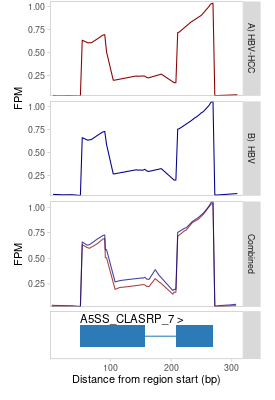 1.00
0.75
0.50
0.25
A) HBV-HCC
FPM
1.00
0.75
0.50
0.25
B) HBV
1.00
0.75
0.50
0.25
Combined
FPM
A5SS_CLASRP_7 >
100
200
300
Distance from region start (bp)